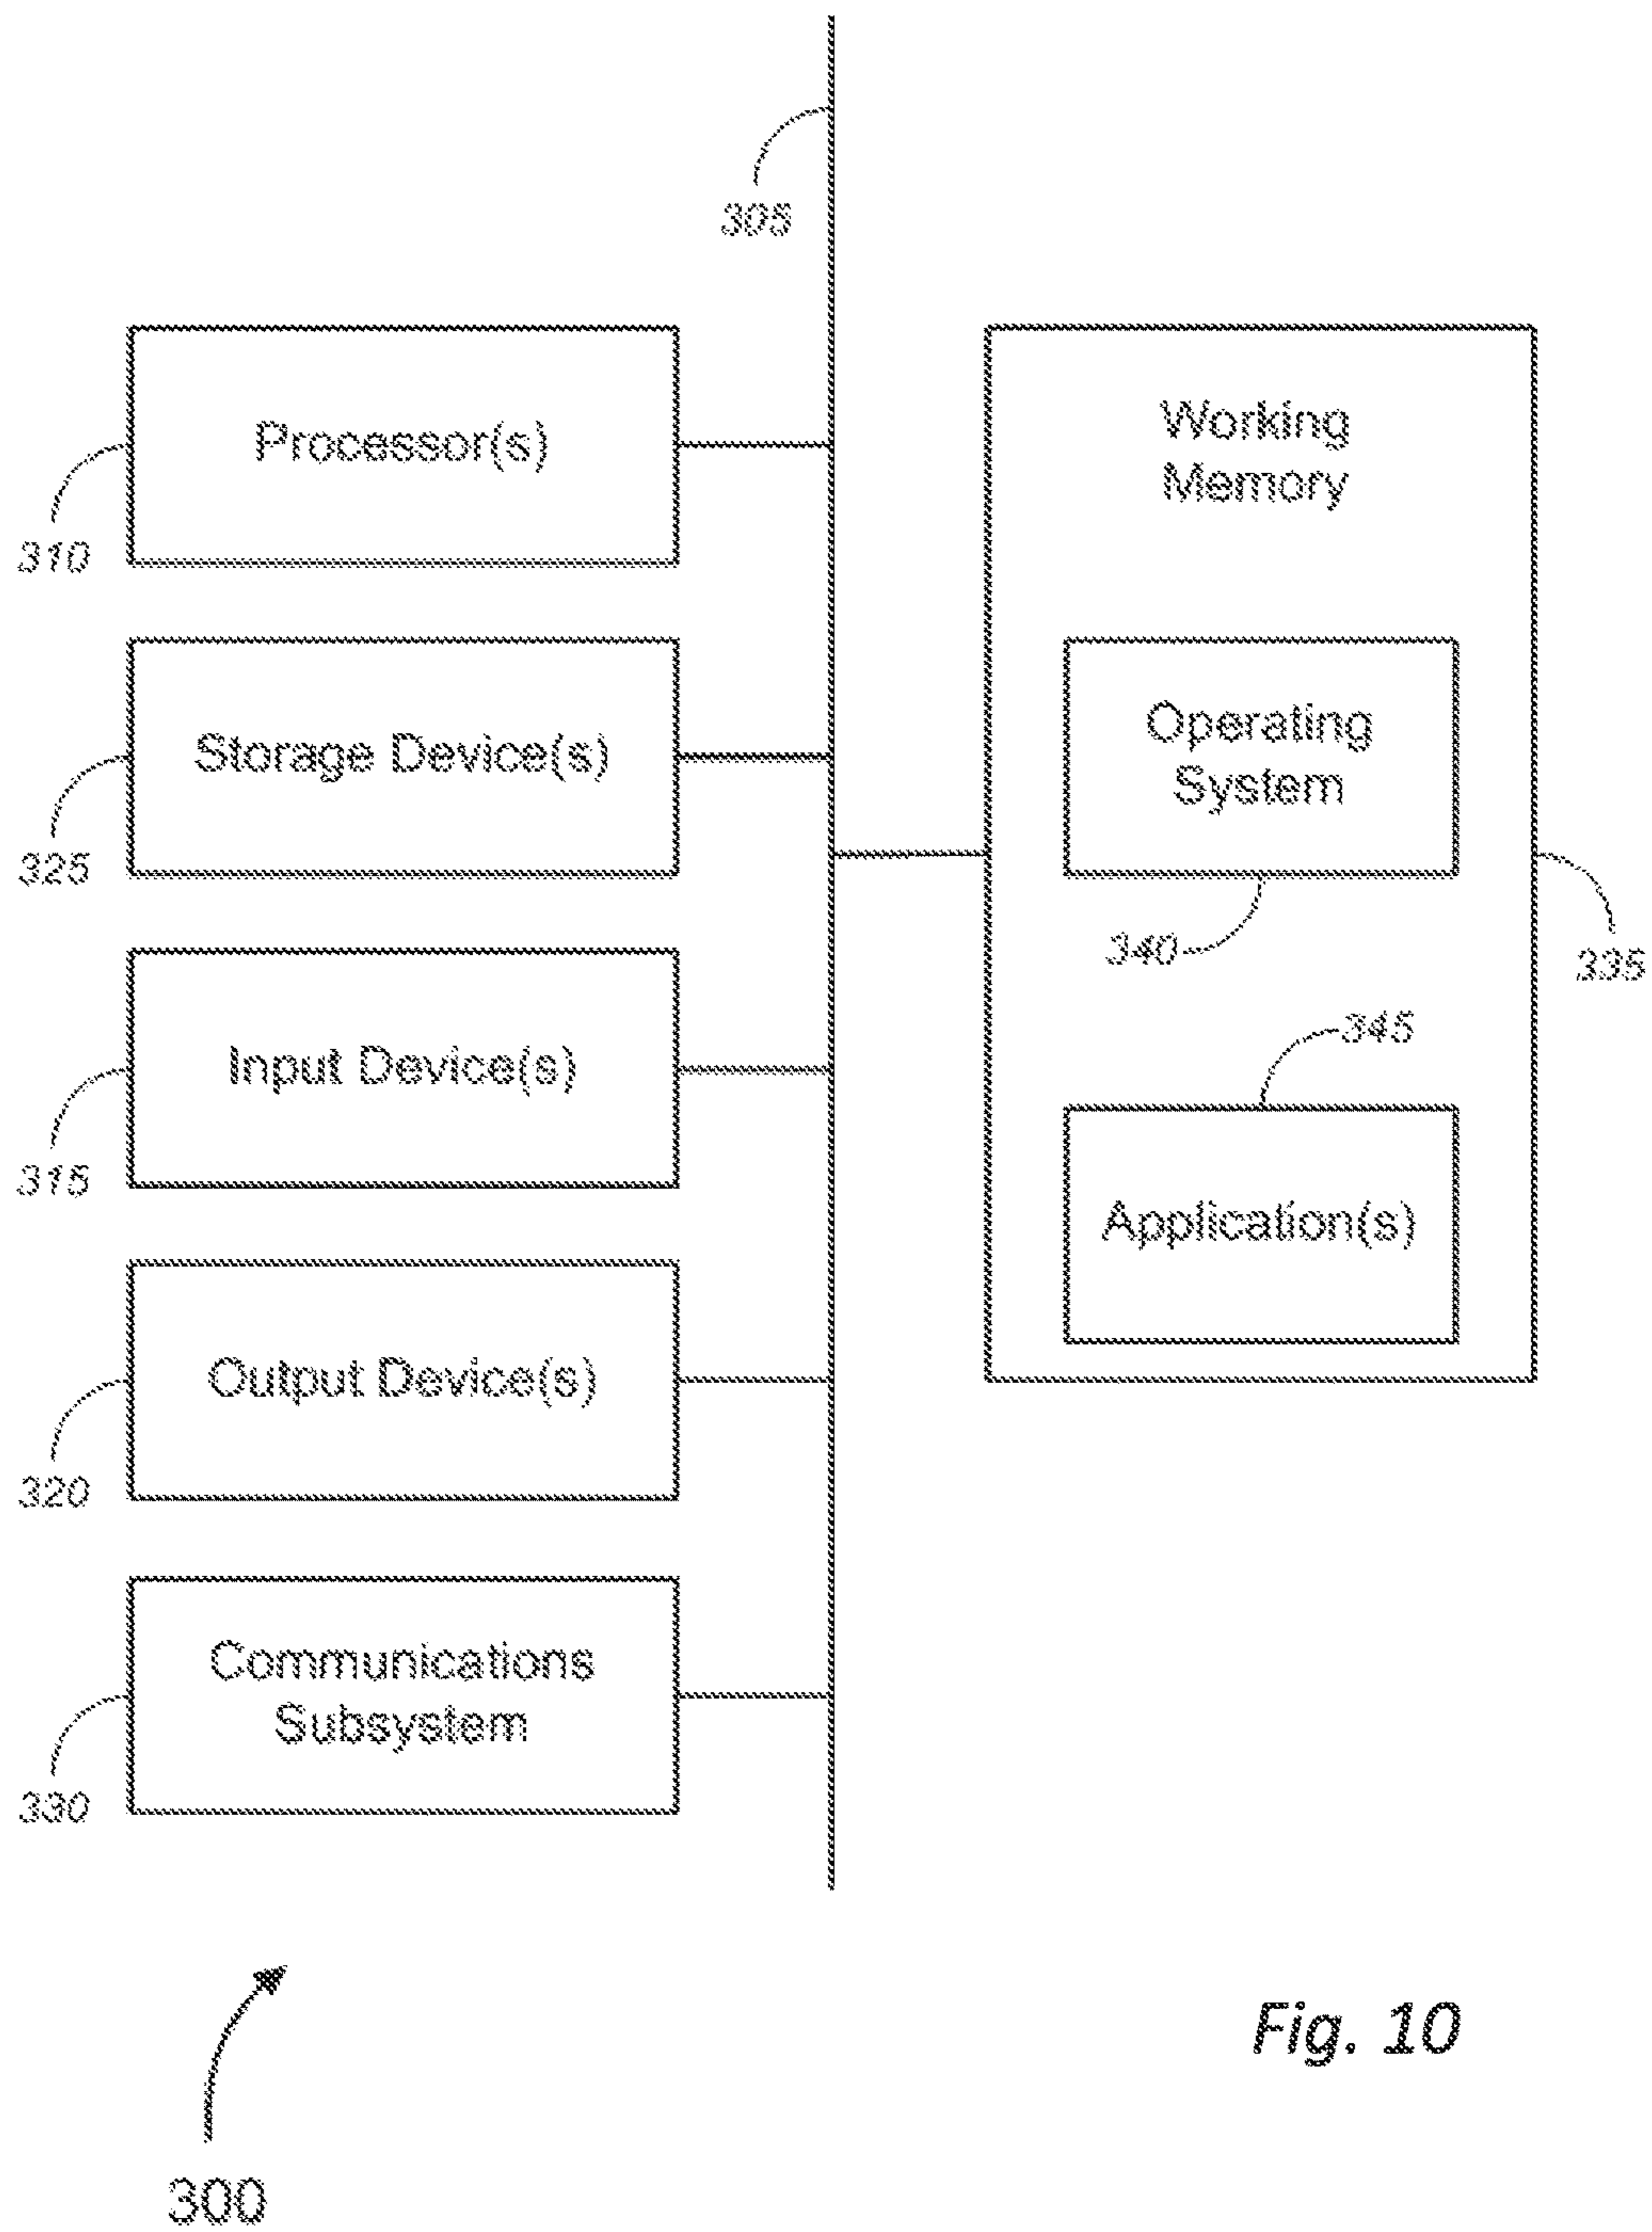 305
Processor(s)
310
Storage Device(s)
325
Input Device(s)
315
Output Device(s)
320
Communications
Subsystem
330
Working
Memory
Operating
System
340
335
345
Application(s)
300
Fig. 10